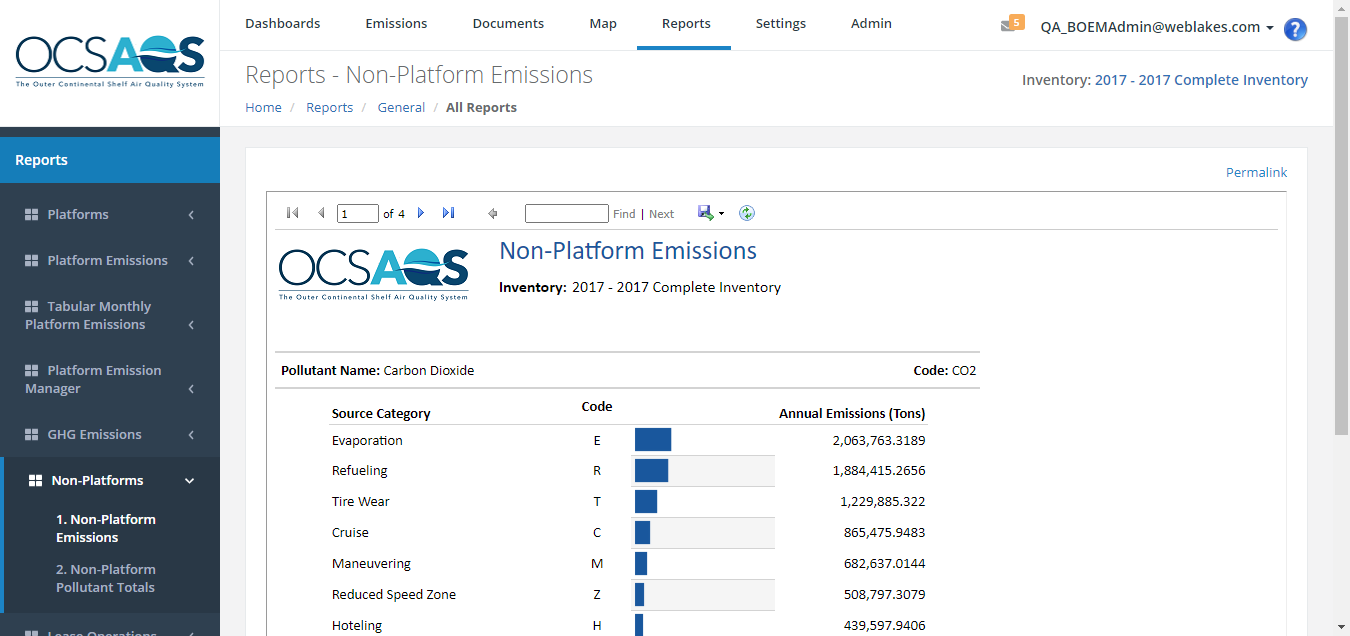 OCSAQS
The Outer Continental Shelf Air Quality System
Dashboards Emissions Documents Map Reports Settings Admin
5 QA_BOEMAdmin@weblakes.com ?
Reports - Non-Platform Emissions
Inventory: 2017 - 2017 Complete Inventory
Home / Reports / General / All Reports
Reports
Platforms
Platform Emissions
Tabular Monthly
Platform Emissions
Platform Emission
Manager
GHG Emissions
Non-Platforms
1. Non-Platform
Emissions
2. Non-Platform
Pollutant Totals
Lease Operations
Permalink
1 of 4 Find | Next
OCSAQS
The Outer Continental Shelf Air Quality System
Non-Platform Emissions
Inventory: 2017 - 2017 Complete Inventory
Pollutant Name: Carbon Dioxide Code: CO2
Source Category Code Annual Emissions (Tons)
Evaporation E 2,063,763.3189
Refueling R 1,884,415.2656
Tire Wear T 1,229,885.322
Cruise C 865,475.9483
Maneuvering M 682,637.0144
Reduced Speed Zone Z 508,797.3079
Hoteling H 439,597.9406